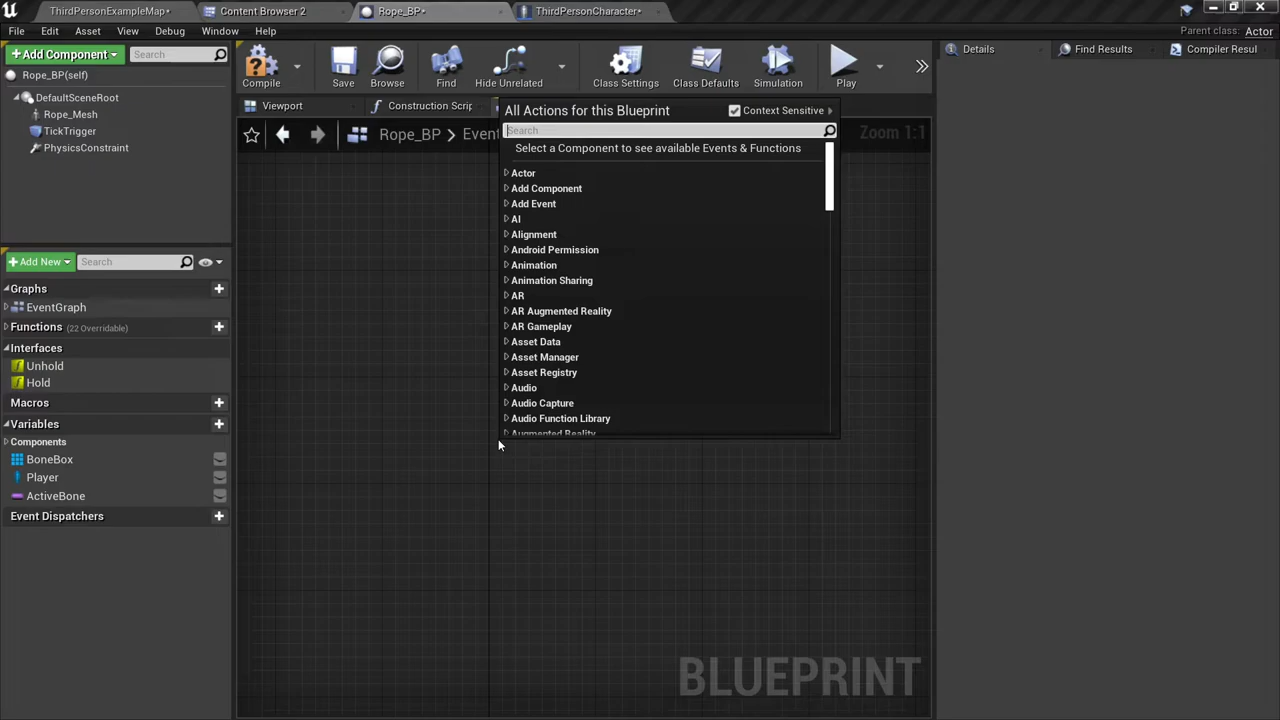 ThirdPersonExampleMap•
Content Browser 2
Rope_BP•
ThirdPersonCharacter•
File Edit Asset View Debug Window Help
Parent class: Actor
Add Component
Search
Compile
Save
Browse
Find
Hide Unrelated
Class Settings
Class Defaults
Simulation
Play
Details
Find Results
Compiler Resul
Rope_BP(self)
DefaultSceneRoot
Rope_Mesh
TickTrigger
PhysicsConstraint
Viewport
Construction Scrip
Rope_BP > Event
Zoom 1:1
All Actions for this Blueprint
Context Sensitive
Search
Select a Component to see available Events & Functions
Actor
Add Component
Add Event
AI
Alignment
Android Permission
Animation
Animation Sharing
AR
AR Augmented Reality
AR Gameplay
Asset Data
Asset Manager
Asset Registry
Audio
Audio Capture
Audio Function Library
Augmented Reality
Add New
Search
Graphs
EventGraph
Functions (22 Overridable)
Interfaces
Unhold
Hold
Macros
Variables
Components
BoneBox
Player
ActiveBone
Event Dispatchers
BLUEPRINT